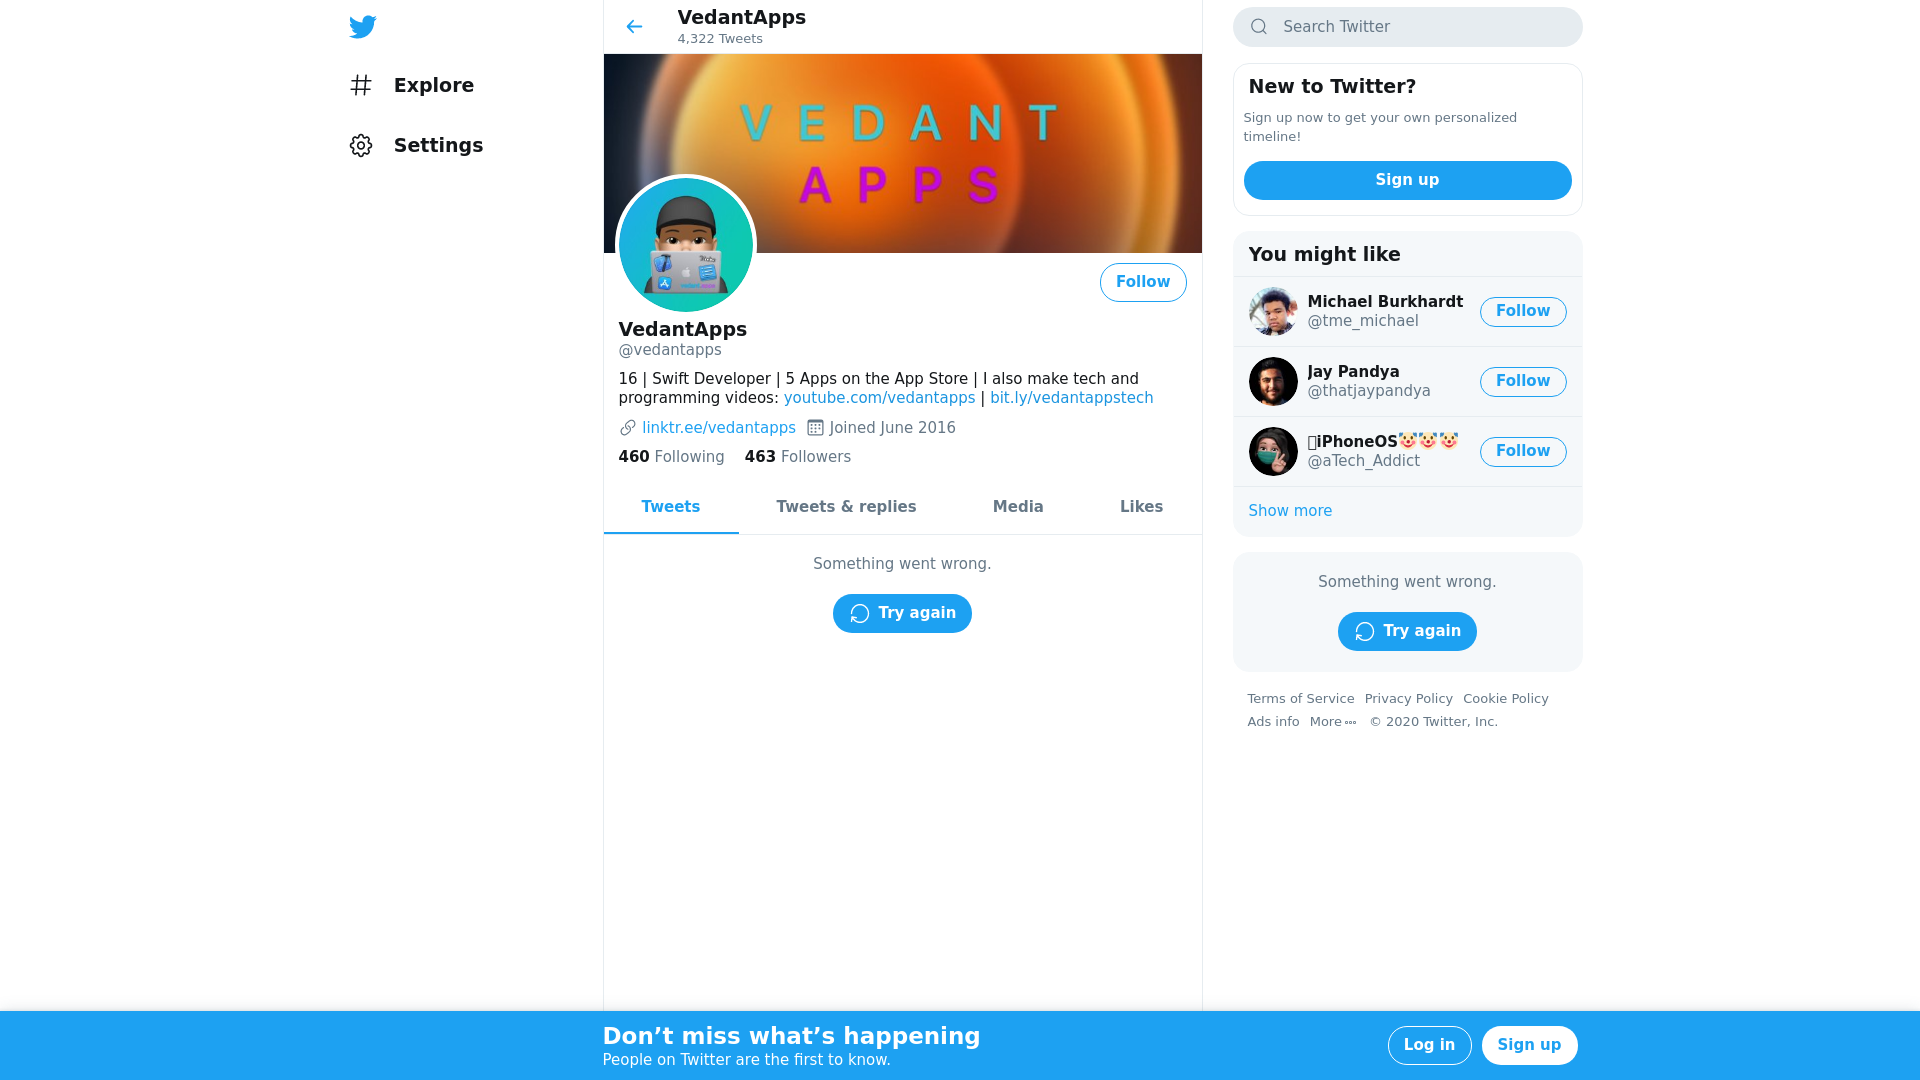 Explore
Settings
VedantApps
4,322 Tweets
VEDANT
APPS
Follow
VedantApps
@vedantapps
16 | Swift Developer | 5 Apps on the App Store | I also make tech and
programming videos: youtube.com/vedantapps | bit.ly/vedantappstech
linktr.ee/vedantapps Joined June 2016
460 Following 463 Followers
Tweets Tweets & replies Media Likes
Something went wrong.
Try again
Search Twitter
New to Twitter?
Sign up now to get your own personalized
timeline!
Sign up
You might like
Michael Burkhardt
@tme_michael
Follow
Jay Pandya
@thatjaypandya
Follow
iPhoneOS🤡🤡🤡
@aTech_Addict
Follow
Show more
Something went wrong.
Try again
Terms of Service Privacy Policy Cookie Policy
Ads info More © 2020 Twitter, Inc.
Don’t miss what’s happening
People on Twitter are the first to know.
Log in Sign up